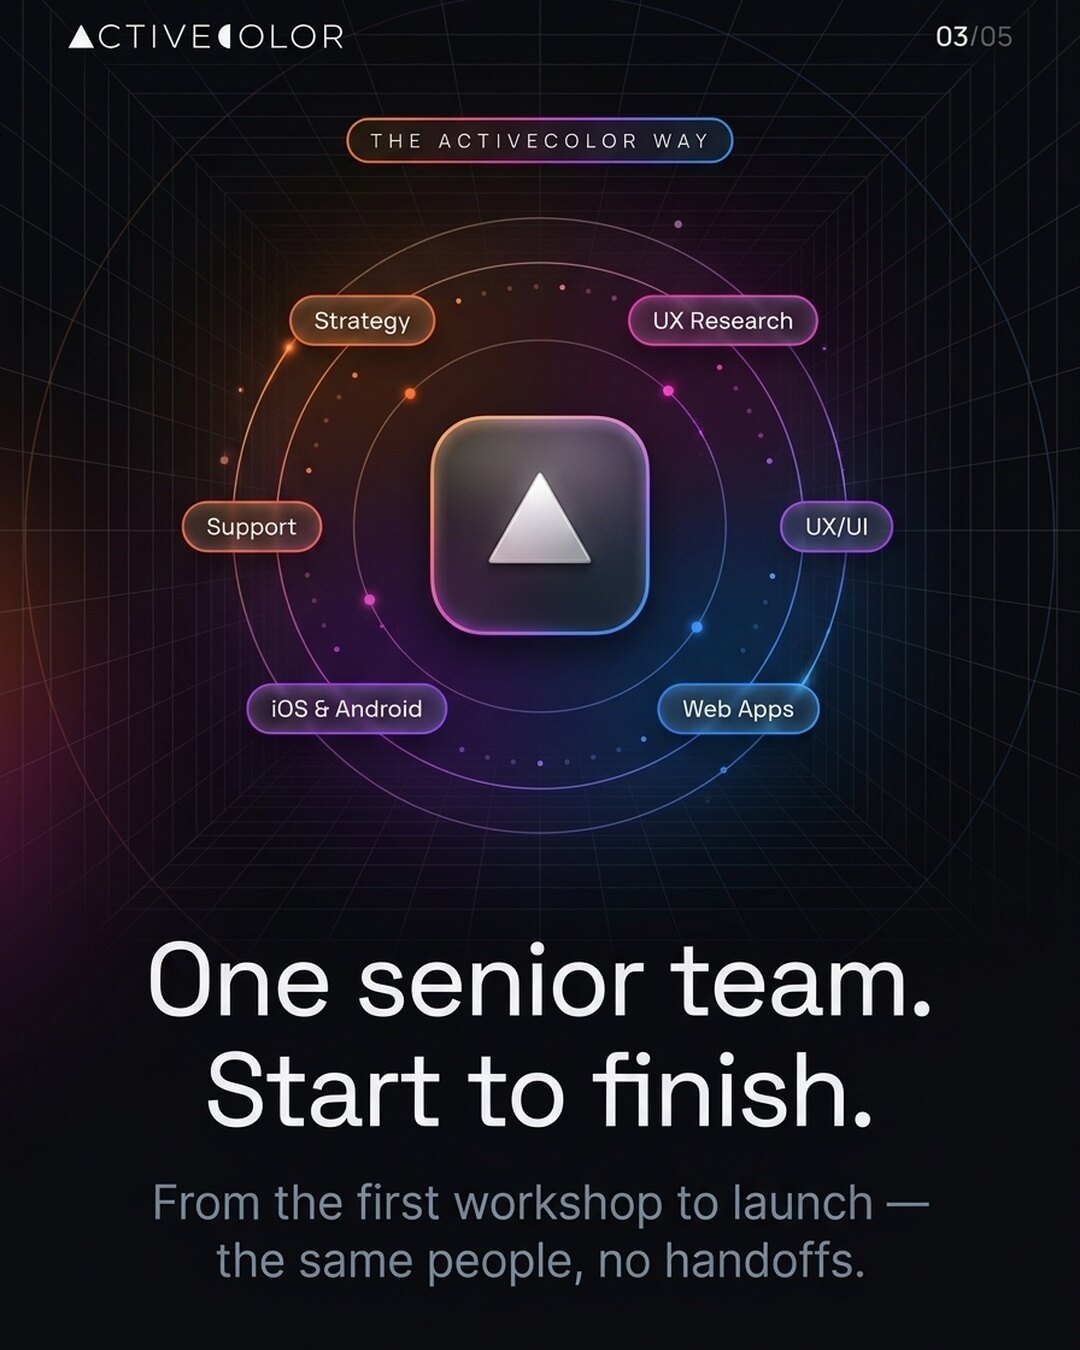 ACTIVECOLOR
03/05
THE ACTIVECOLOR WAY
Strategy
UX Research
Support
UX/UI
iOS & Android
Web Apps
One senior team.
Start to finish.
From the first workshop to launch —
the same people, no handoffs.